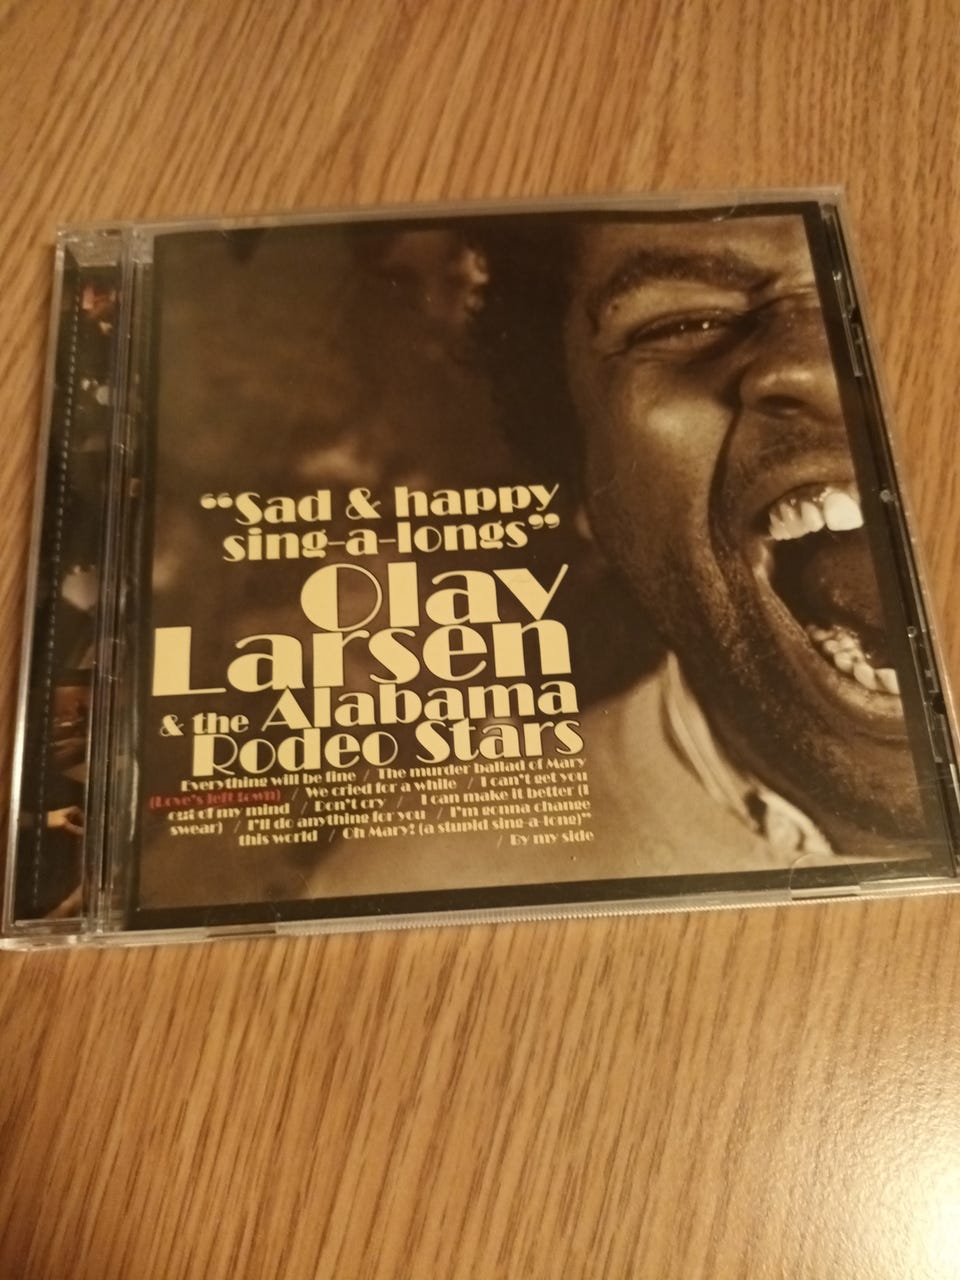 “Sad & happy
sing-a-longs”
Olav
Larsen
& the Alabama
Rodeo Stars
Everything will be fine / The murder ballad of Mary
(Love's left town) / We cried for a while / I can't get you
out of my mind / Don't cry / I can make it better (I
swear) / I'll do anything for you / I'm gonna change
this world / Oh Mary! (a stupid sing-a-long)”
/ By my side